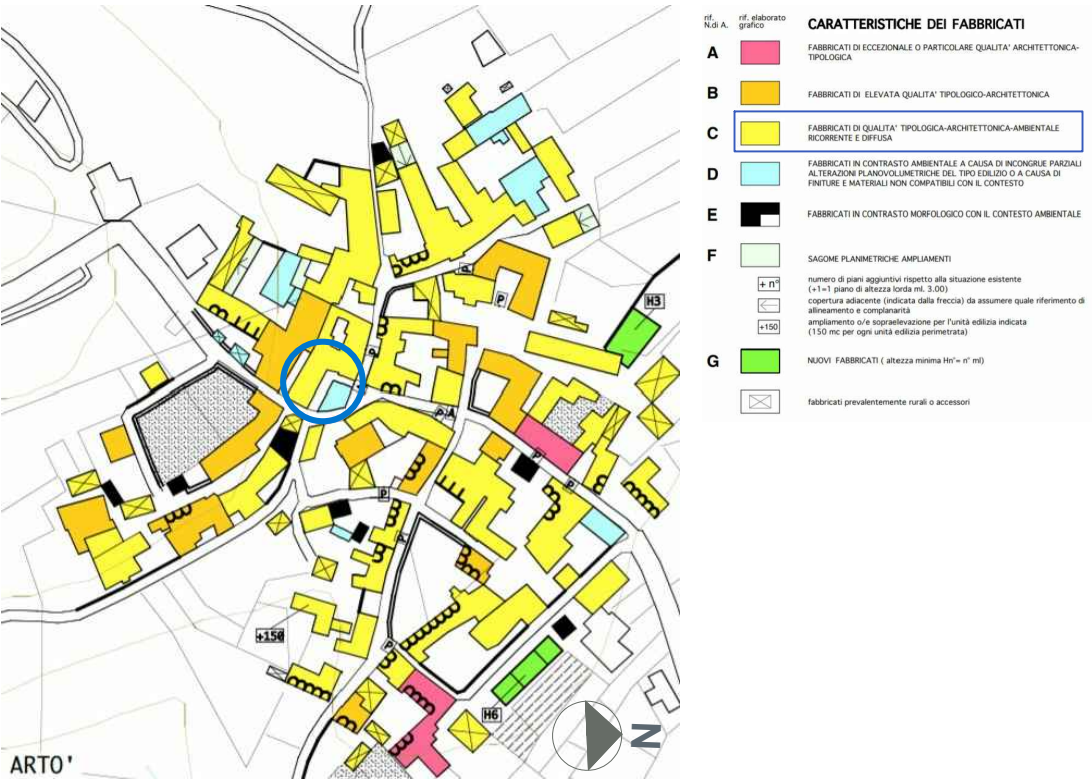 rif.
N.di A.
rif. elaborato
grafico
CARATTERISTICHE DEI FABBRICATI
A
FABBRICATI DI ECCEZIONALE O PARTICOLARE QUALITA' ARCHITETTONICA-
TIPOLOGICA
B
FABBRICATI DI ELEVATA QUALITA' TIPOLOGICO-ARCHITETTONICA
C
FABBRICATI DI QUALITA' TIPOLOGICA-ARCHITETTONICA-AMBIENTALE
RICORRENTE E DIFFUSA
D
FABBRICATI IN CONTRASTO AMBIENTALE A CAUSA DI INCONGRUE PARZIALI
ALTERAZIONI PLANOVOLUMETRICHE DEL TIPO EDILIZIO O A CAUSA DI
FINITURE E MATERIALI NON COMPATIBILI CON IL CONTESTO
E
FABBRICATI IN CONTRASTO MORFOLOGICO CON IL CONTESTO AMBIENTALE
F
SAGOME PLANIMETRICHE AMPLIAMENTI
+ n°
numero di piani aggiuntivi rispetto alla situazione esistente
(+1=1 piano di altezza lorda ml. 3.00)
copertura adiacente (indicata dalla freccia) da assumere quale riferimento di
allineamento e complanarità
+150
ampliamento o/e sopraelevazione per l'unità edilizia indicata
(150 mc per ogni unità edilizia perimetrata)
G
NUOVI FABBRICATI ( altezza minima Hn°= n° ml)
fabbricati prevalentemente rurali o accessori
P
P
H3
P
P
A
P
P
P
P
P
+150
H6
N
ARTO'